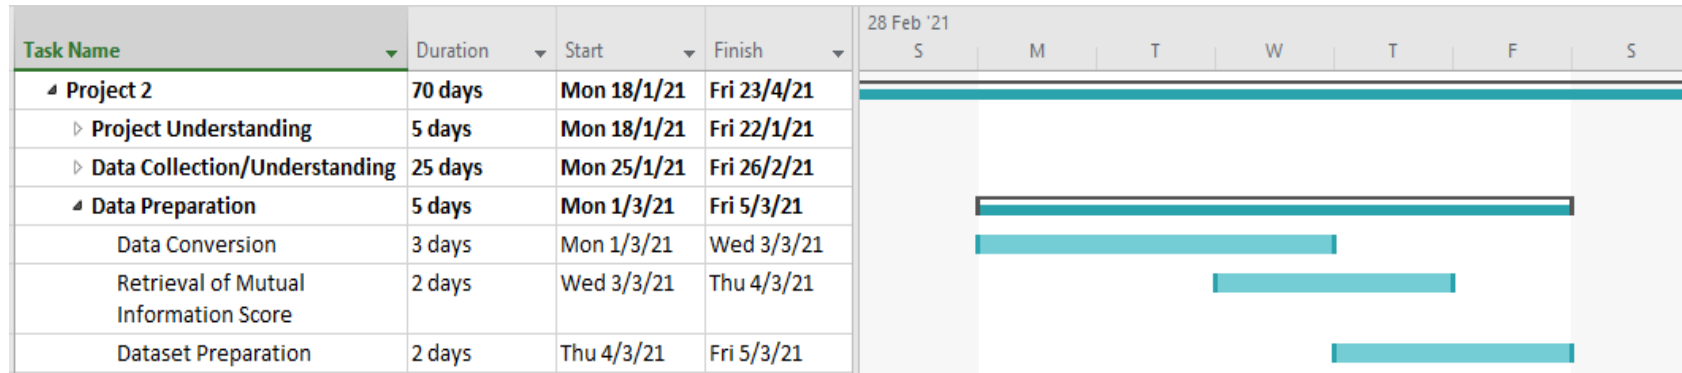 28 Feb '21
Task Name Duration Start Finish S M T W T F S
Project 2 70 days Mon 18/1/21 Fri 23/4/21
Project Understanding 5 days Mon 18/1/21 Fri 22/1/21
Data Collection/Understanding 25 days Mon 25/1/21 Fri 26/2/21
Data Preparation 5 days Mon 1/3/21 Fri 5/3/21
Data Conversion 3 days Mon 1/3/21 Wed 3/3/21
Retrieval of Mutual 2 days Wed 3/3/21 Thu 4/3/21
Information Score
Dataset Preparation 2 days Thu 4/3/21 Fri 5/3/21